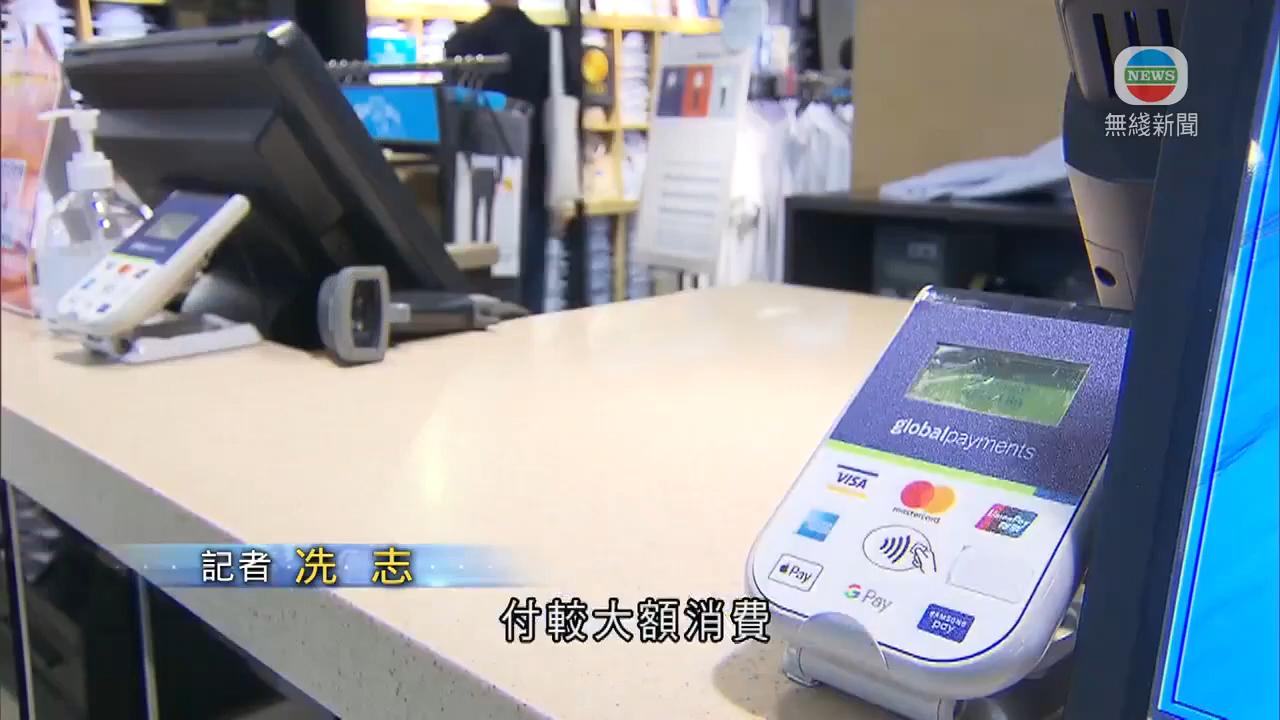 NEWS
無綫新聞
globalpayments
VISA
mastercard
UnionPay
Pay
G Pay
SAMSUNG
pay
記者 冼 志
付較大額消費